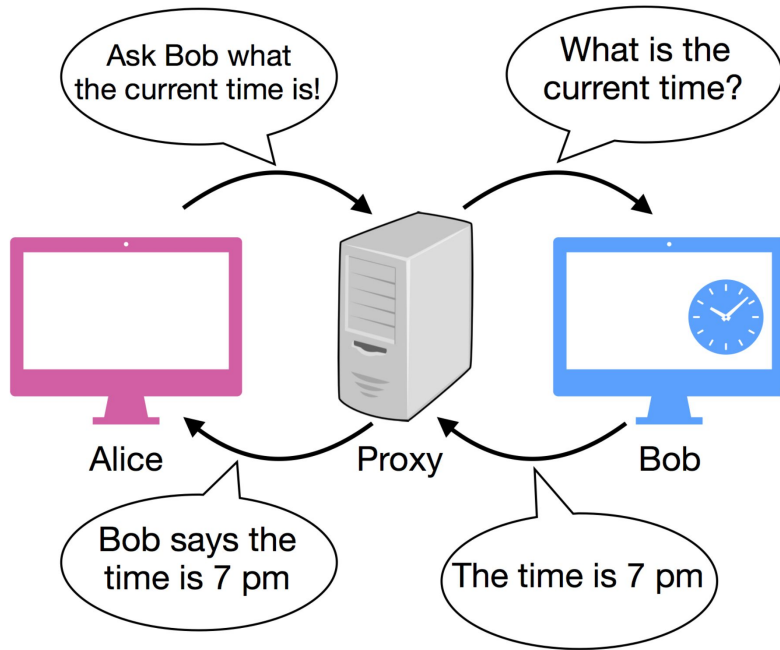 Ask Bob what
the current time is!
What is the
current time?
Alice
Proxy
Bob
Bob says the
time is 7 pm
The time is 7 pm